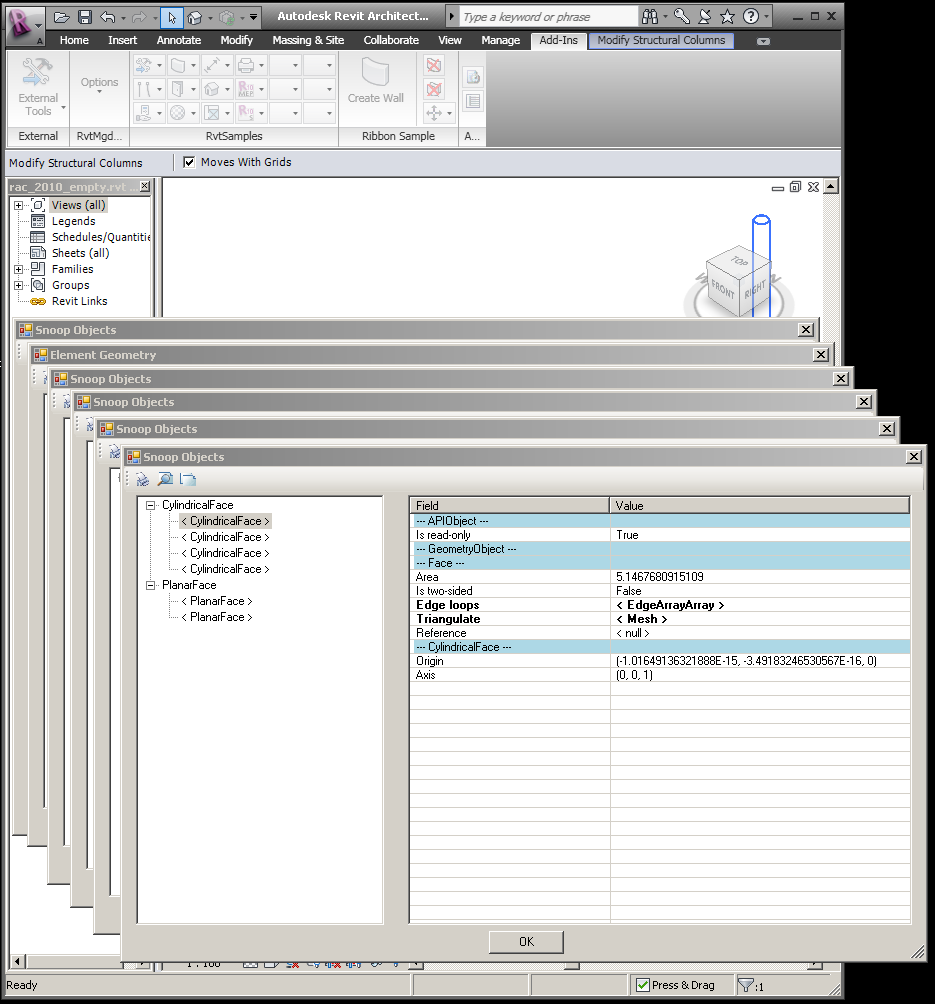 Autodesk Revit Architect...
Type a keyword or phrase
Home Insert Annotate Modify Massing & Site Collaborate View Manage Add-Ins Modify Structural Columns
External Tools
Options
Create Wall
External RvtMgd... RvtSamples Ribbon Sample A...
Modify Structural Columns Moves With Grids
rac_2010_empty.rvt ...
Views (all)
Legends
Schedules/Quantitie
Sheets (all)
Families
Groups
Revit Links
TOP
FRONT
RIGHT
Snoop Objects
Element Geometry
Snoop Objects
Snoop Objects
Snoop Objects
Snoop Objects
CylindricalFace
< CylindricalFace >
< CylindricalFace >
< CylindricalFace >
< CylindricalFace >
PlanarFace
< PlanarFace >
< PlanarFace >
Field Value
--- APIObject ---
Is read-only True
--- GeometryObject ---
--- Face ---
Area 5.1467680915109
Is two-sided False
Edge loops < EdgeArrayArray >
Triangulate < Mesh >
Reference < null >
--- CylindricalFace ---
Origin (-1.01649136321888E-15, -3.49183246530567E-16, 0)
Axis (0, 0, 1)
OK
Ready
Press & Drag
:1